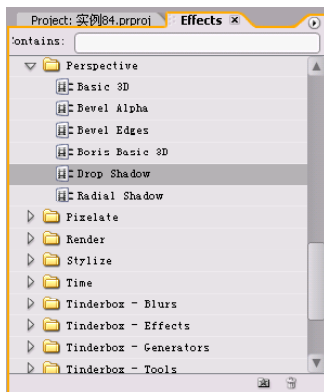 Project: 实例84.prproj Effects
Contains:
Perspective
Basic 3D
Bevel Alpha
Bevel Edges
Boris Basic 3D
Drop Shadow
Radial Shadow
Pixelate
Render
Stylize
Time
Tinderbox - Blurs
Tinderbox - Effects
Tinderbox - Generators
Tinderbox - Tools